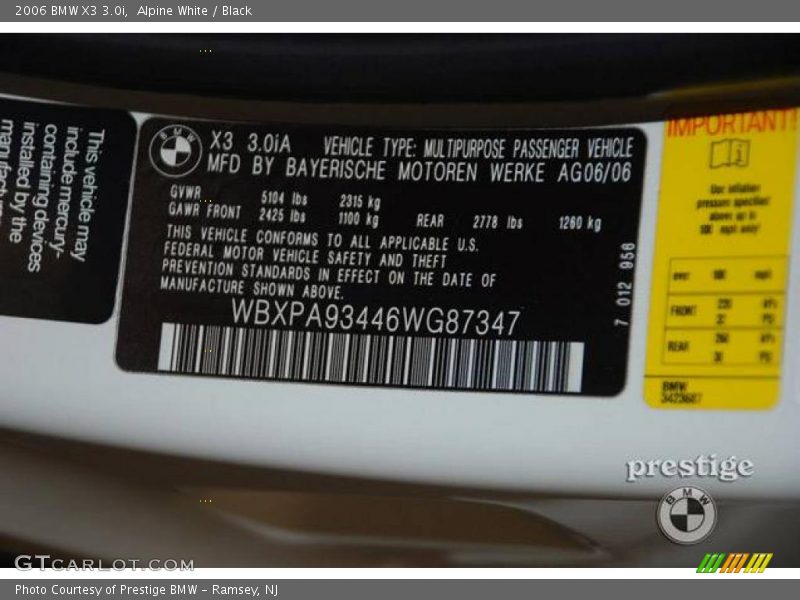 2006 BMW X3 3.0i,  Alpine White / Black
This vehicle may
include mercury-
containing devices
installed by the
BMW
X3 3.0iA VEHICLE TYPE: MULTIPURPOSE PASSENGER VEHICLE
MFD BY BAYERISCHE MOTOREN WERKE AG06/06
GVWR 5104 lbs 2315 kg
GAWR FRONT 2425 lbs 1100 kg REAR 2778 lbs 1260 kg
THIS VEHICLE CONFORMS TO ALL APPLICABLE U.S.
FEDERAL MOTOR VEHICLE SAFETY AND THEFT
PREVENTION STANDARDS IN EFFECT ON THE DATE OF
MANUFACTURE SHOWN ABOVE.
WBXPA93446WG87347
7 012 956
IMPORTANT!
FRONT
REAR
BMW
prestige
BMW
GTcarlot.com
Photo Courtesy of Prestige BMW - Ramsey, NJ